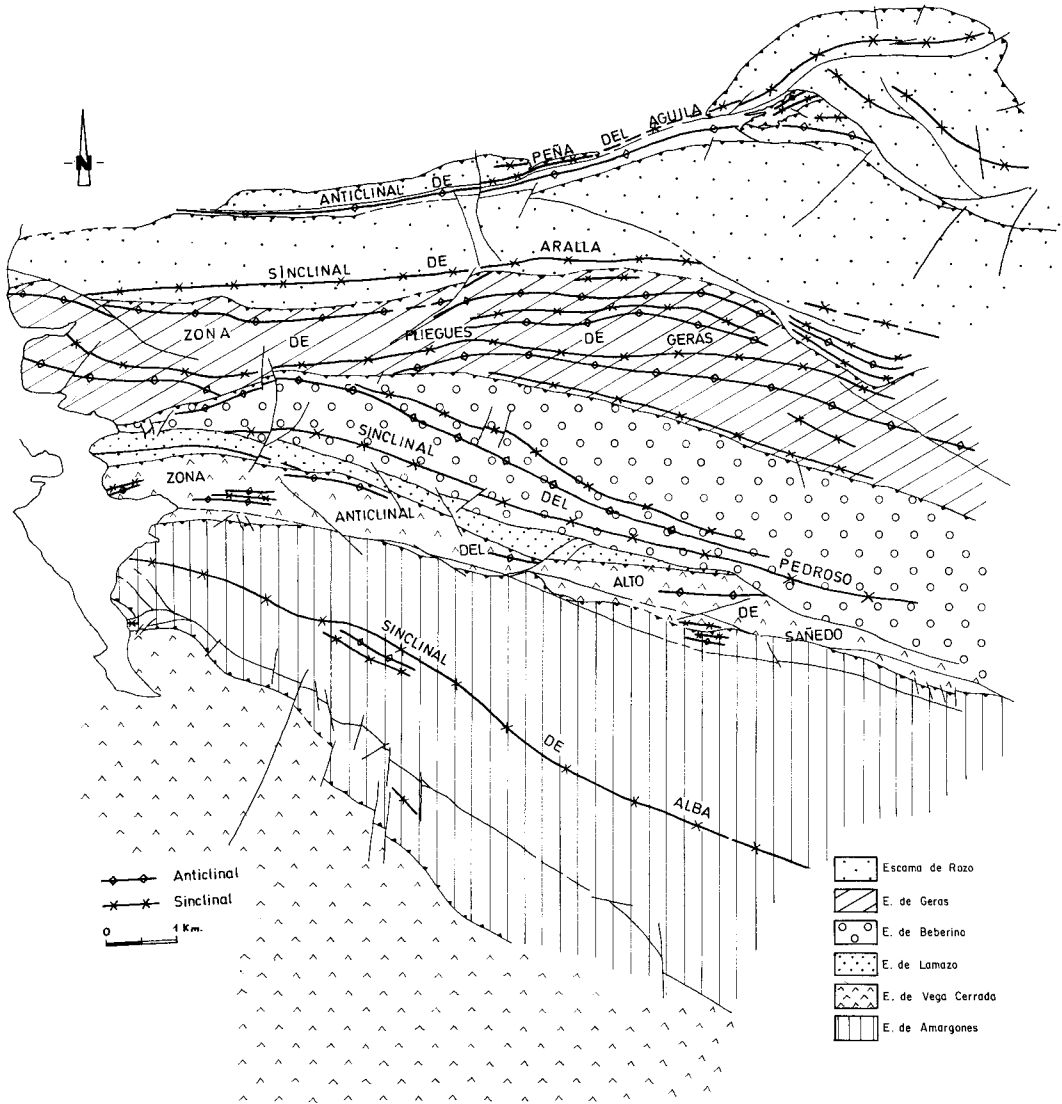 N
ANTICLINAL DE PEÑA DEL AGUILA
SINCLINAL DE ARALLA
ZONA DE PLIEGUES DE GERAS
SINCLINAL DEL PEDROSO
ZONA ANTICLINAL DEL ALTO DE SAÑEDO
SINCLINAL DE ALBA
Anticlinal
Sinclinal
0 1 Km.
Escama de Rozo
E. de Geras
E. de Beberino
E. de Lamazo
E. de Vega Cerrada
E. de Amargones